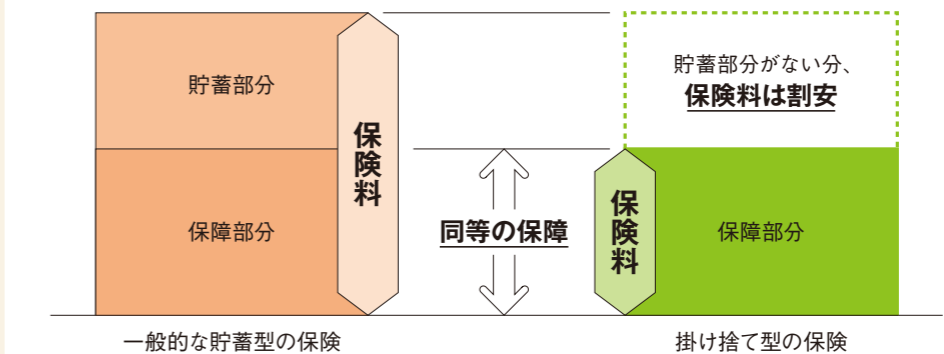 貯蓄部分
保障部分
保険料
同等の保障
保険料
貯蓄部分がない分、
保険料は割安
保障部分
一般的な貯蓄型の保険
掛け捨て型の保険